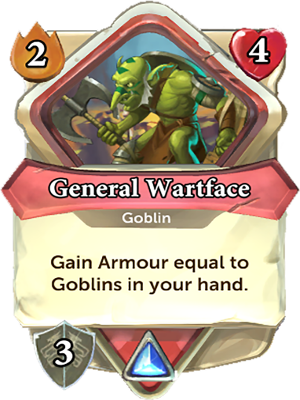 2
4
General Wartface
Goblin
Gain Armour equal to
Goblins in your hand.
3